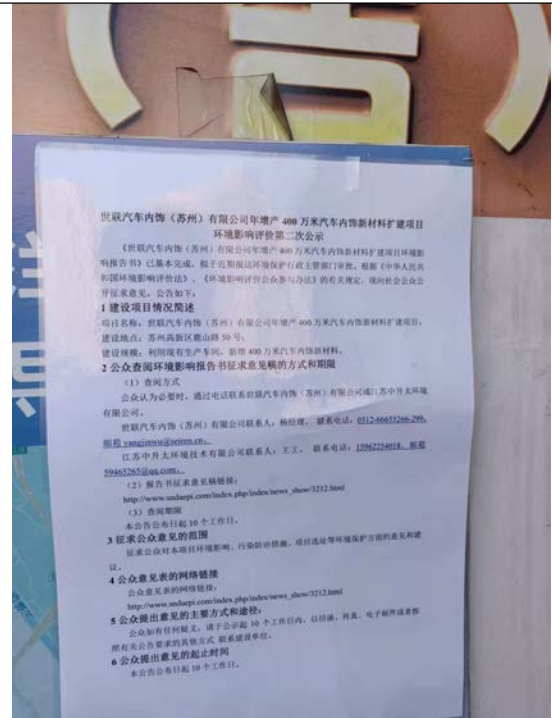 告
世联汽车内饰（苏州）有限公司年增产 400 万米汽车内饰新材料扩建项目
环境影响评价第二次公示
《世联汽车内饰（苏州）有限公司年增产 400 万米汽车内饰新材料扩建项目环境影
响报告书》已基本完成，拟于近期报送环境保护行政主管部门审批。根据《中华人民共
和国环境影响评价法》、《环境影响评价公众参与办法》的有关规定，现向社会公众公
开征求意见，公告如下：
1 建设项目情况简述
项目名称：世联汽车内饰（苏州）有限公司年增产 400 万米汽车内饰新材料扩建项目；
建设地点：苏州高新区鹿山路 50 号；
建设规模：利用现有生产车间，新增 400 万米汽车内饰新材料。
2 公众查阅环境影响报告书征求意见稿的方式和期限
（1）查阅方式
公众认为必要时，通过电话联系世联汽车内饰（苏州）有限公司或江苏中升太环境
有限公司。
世联汽车内饰（苏州）有限公司联系人：杨经理， 联系电话：0512-66655266-299,
邮箱 yangjinwu@seiren.cn。
江苏中升太环境技术有限公司联系人：王工， 联系电话：15962254018，邮箱
59465265@qq.com。
（2）报告书征求意见稿链接：
http://www.sndaepi.com/index.php/index/news_show/3212.html
（3）查阅期限
本公告公布日起 10 个工作日。
3 征求公众意见的范围
征求公众对本项目环境影响、污染防治措施、项目选址等环境保护方面的意见和建
议。
4 公众意见表的网络链接
公众意见表的网络链接：
http://www.sndaepi.com/index.php/index/news_show/3212.html
5 公众提出意见的主要方式和途径：
公众如有任何疑义，请于公示起 10 个工作日内，以信函、传真、电子邮件或者按
照有关公告要求的其他方式 联系建设单位。
6 公众提出意见的起止时间
本公告公布日起 10 个工作日。